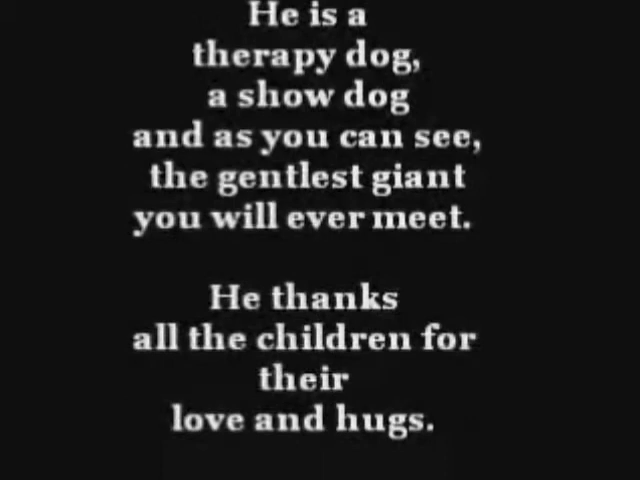 He is a
therapy dog,
a show dog
and as you can see,
the gentlest giant
you will ever meet.
He thanks
all the children for
their
love and hugs.